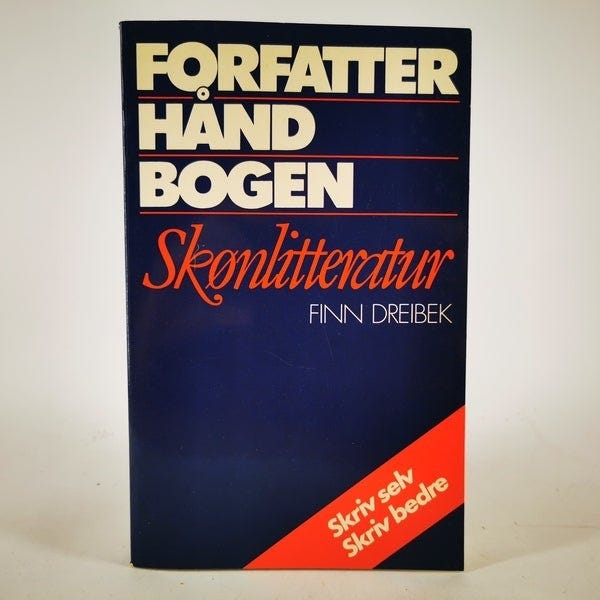 FORFATTER
HÅND
BOGEN
Skønlitteratur
FINN DREIBEK
Skriv selv
Skriv bedre